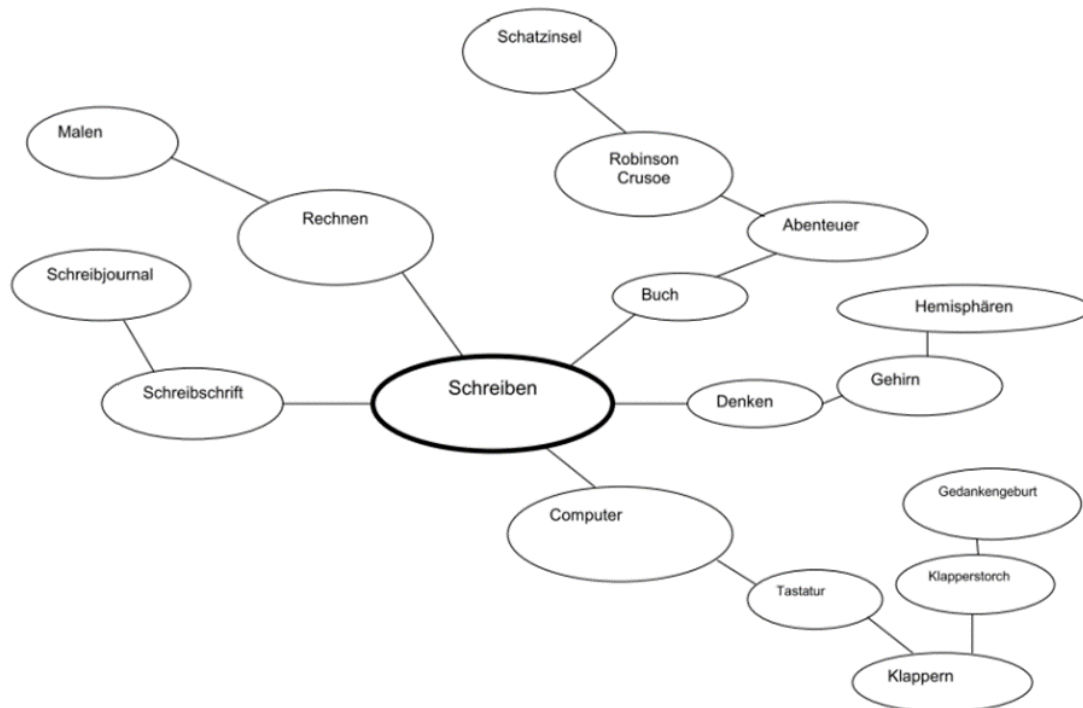 Schatzinsel
Malen
Robinson
Crusoe
Rechnen
Abenteuer
Schreibjournal
Buch
Hemisphären
Schreibschrift
Schreiben
Denken
Gehirn
Computer
Gedankengeburt
Tastatur
Klapperstorch
Klappern